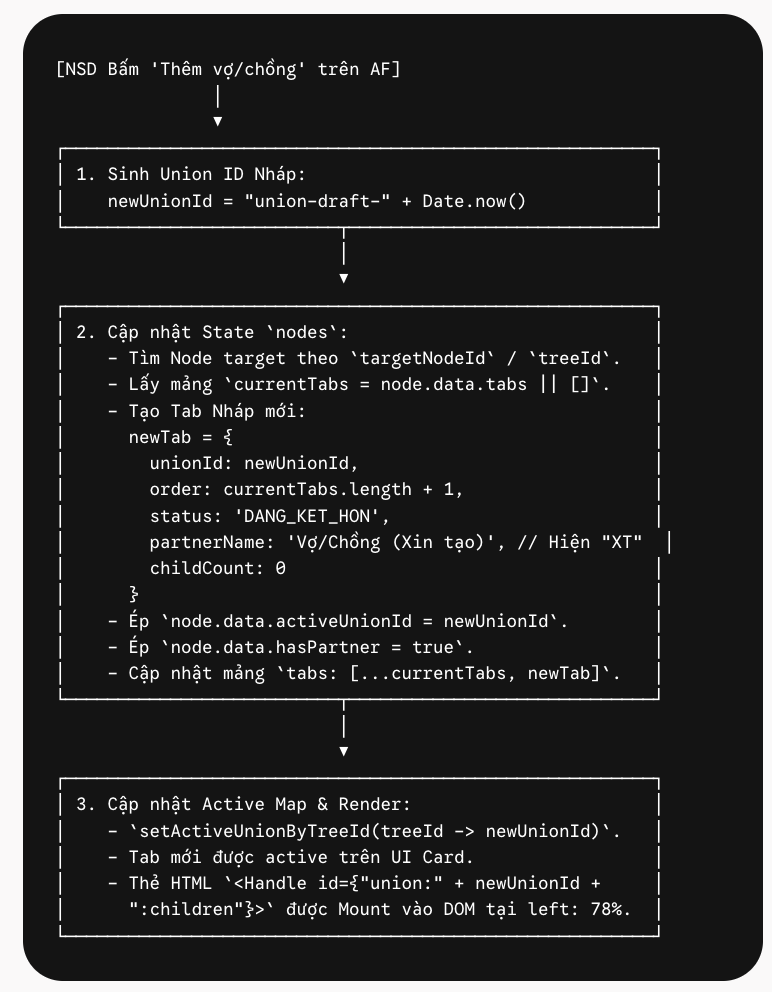 [NSD Bấm 'Thêm vợ/chồng' trên AF]
1. Sinh Union ID Nháp:
newUnionId = "union-draft-" + Date.now()
2. Cập nhật State `nodes`:
- Tìm Node target theo `targetNodeId` / `treeId`.
- Lấy mảng `currentTabs = node.data.tabs || []`.
- Tạo Tab Nháp mới:
newTab = {
unionId: newUnionId,
order: currentTabs.length + 1,
status: 'DANG_KET_HON',
partnerName: 'Vợ/Chồng (Xin tạo)', // Hiện "XT"
childCount: 0
}
- Ép `node.data.activeUnionId = newUnionId`.
- Ép `node.data.hasPartner = true`.
- Cập nhật mảng `tabs: [...currentTabs, newTab]`.
3. Cập nhật Active Map & Render:
- `setActiveUnionByTreeId(treeId -> newUnionId)`.
- Tab mới được active trên UI Card.
- Thẻ HTML `<Handle id={"union:" + newUnionId +
":children"}>` được Mount vào DOM tại left: 78%.